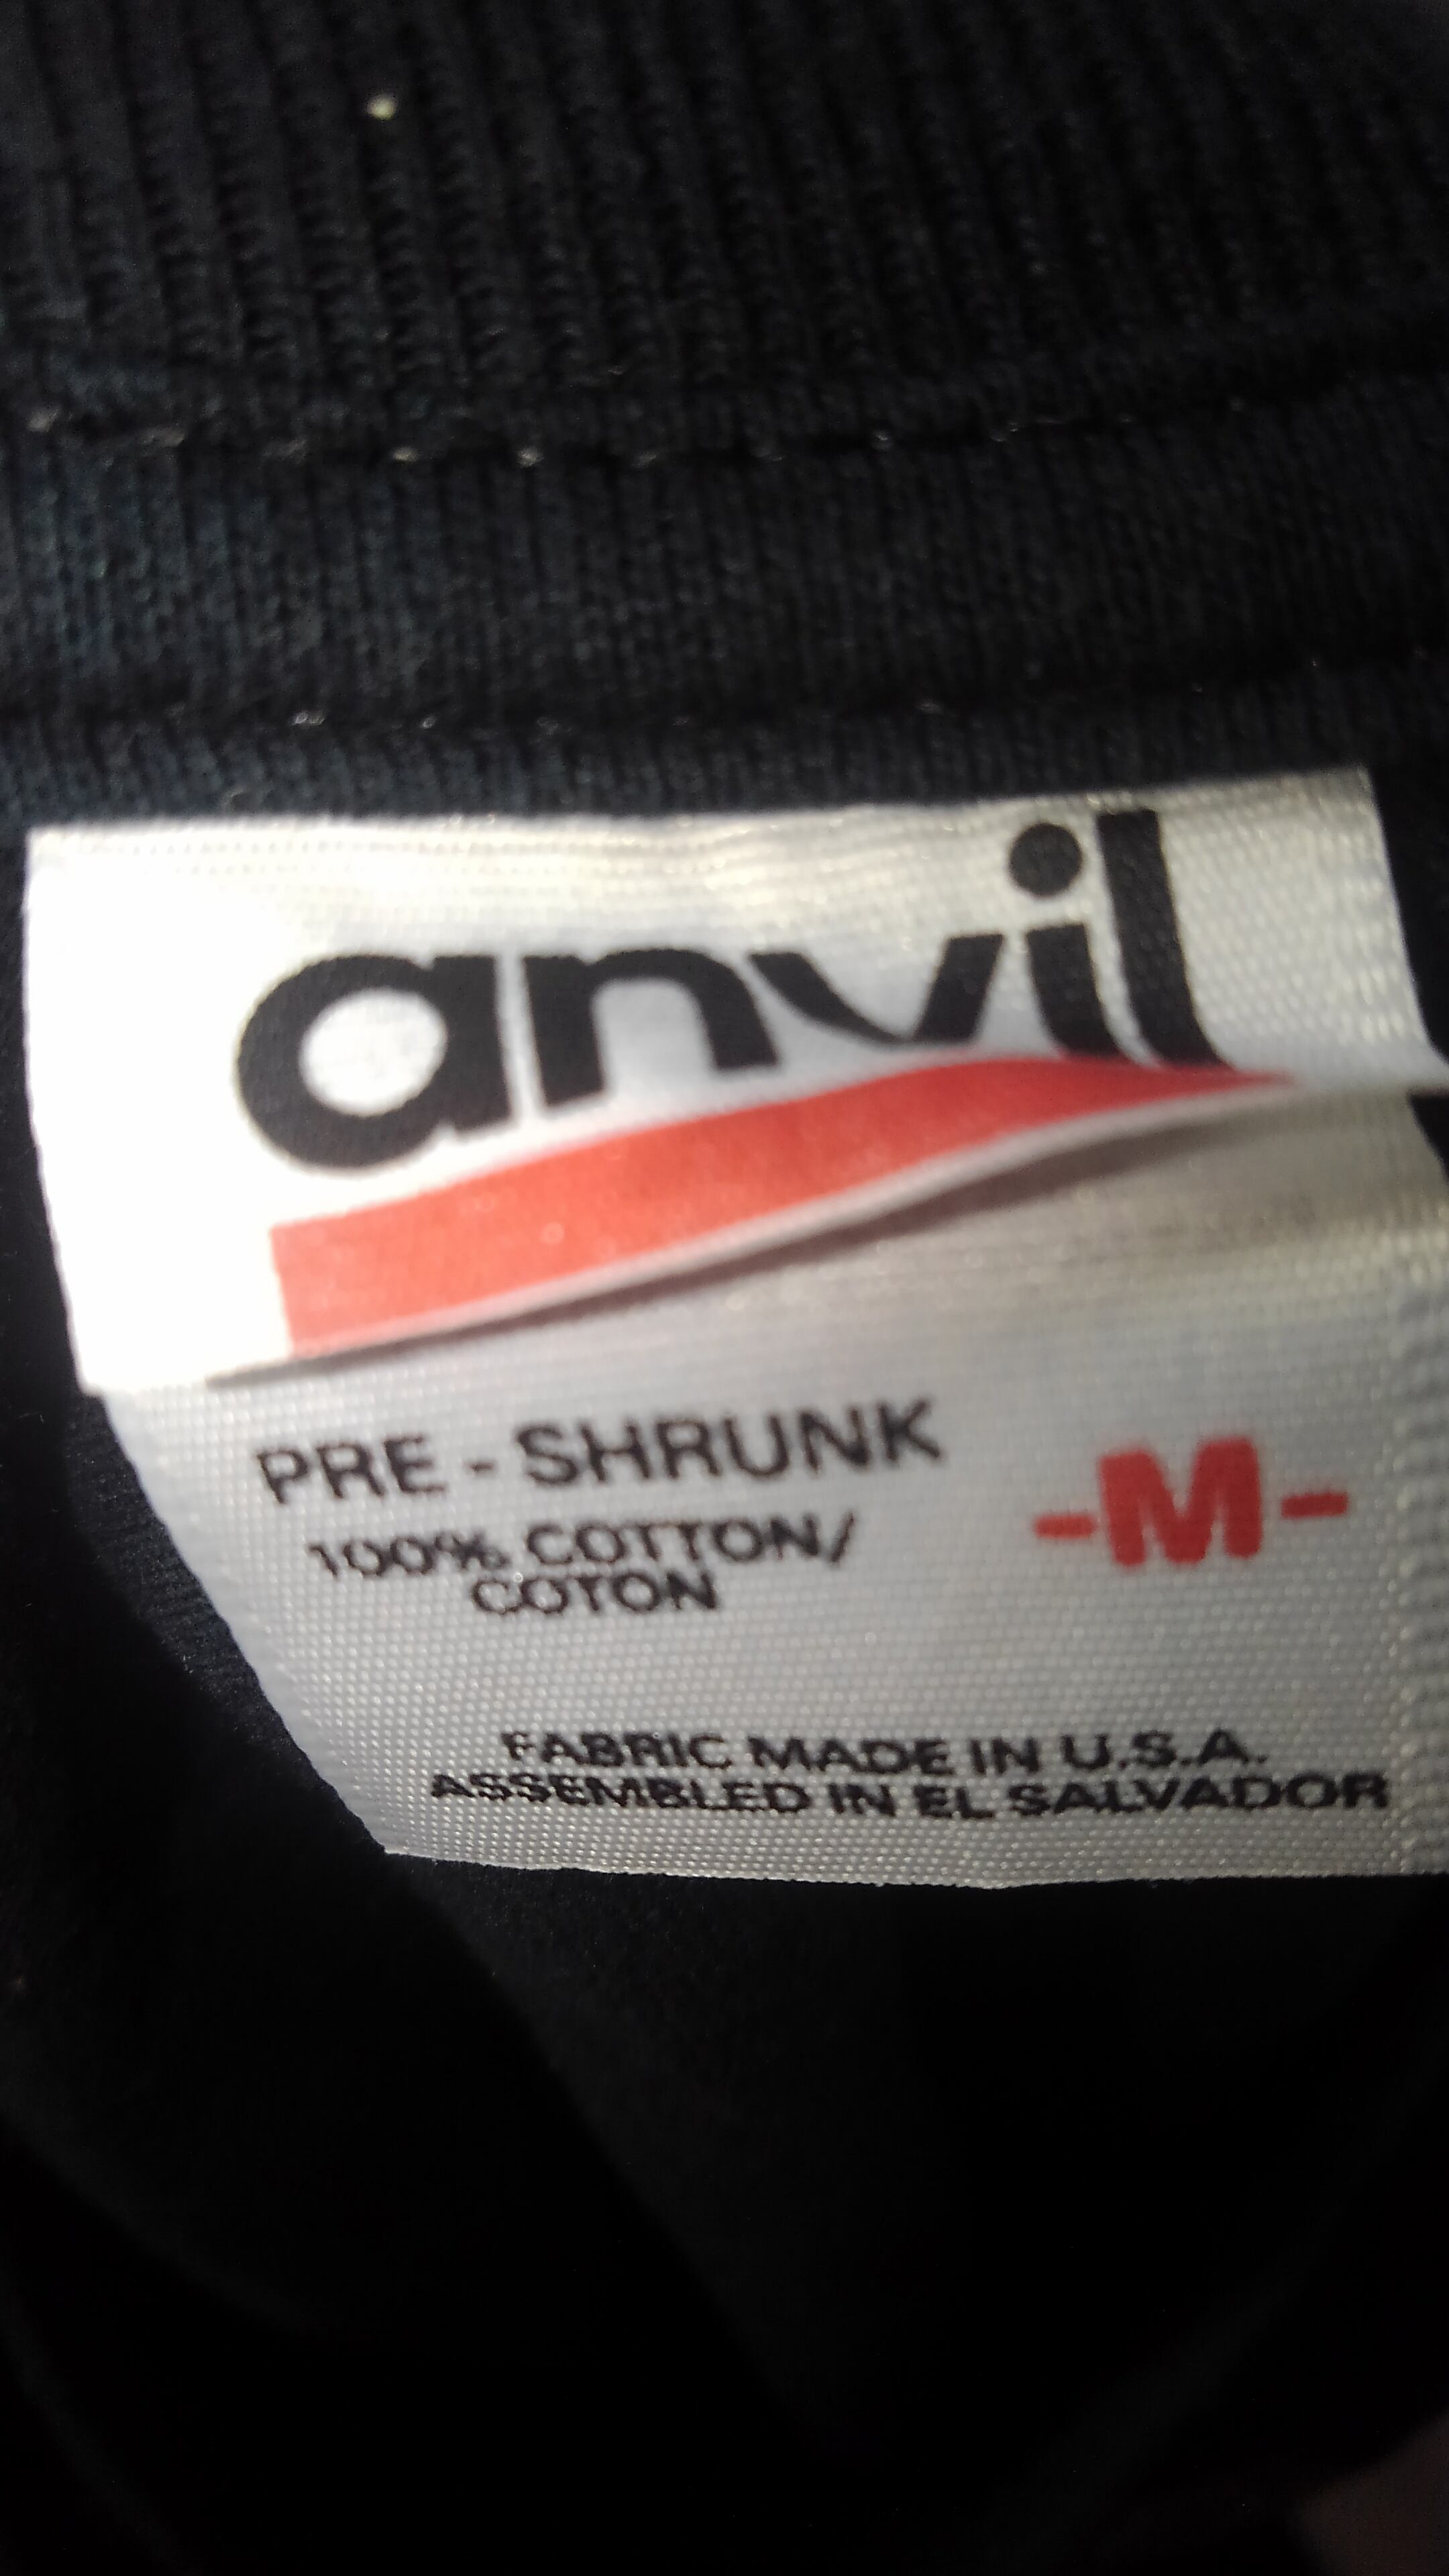 anvil
PRE - SHRUNK
100% COTTON/
COTON
-M-
FABRIC MADE IN U.S.A.
ASSEMBLED IN EL SALVADOR